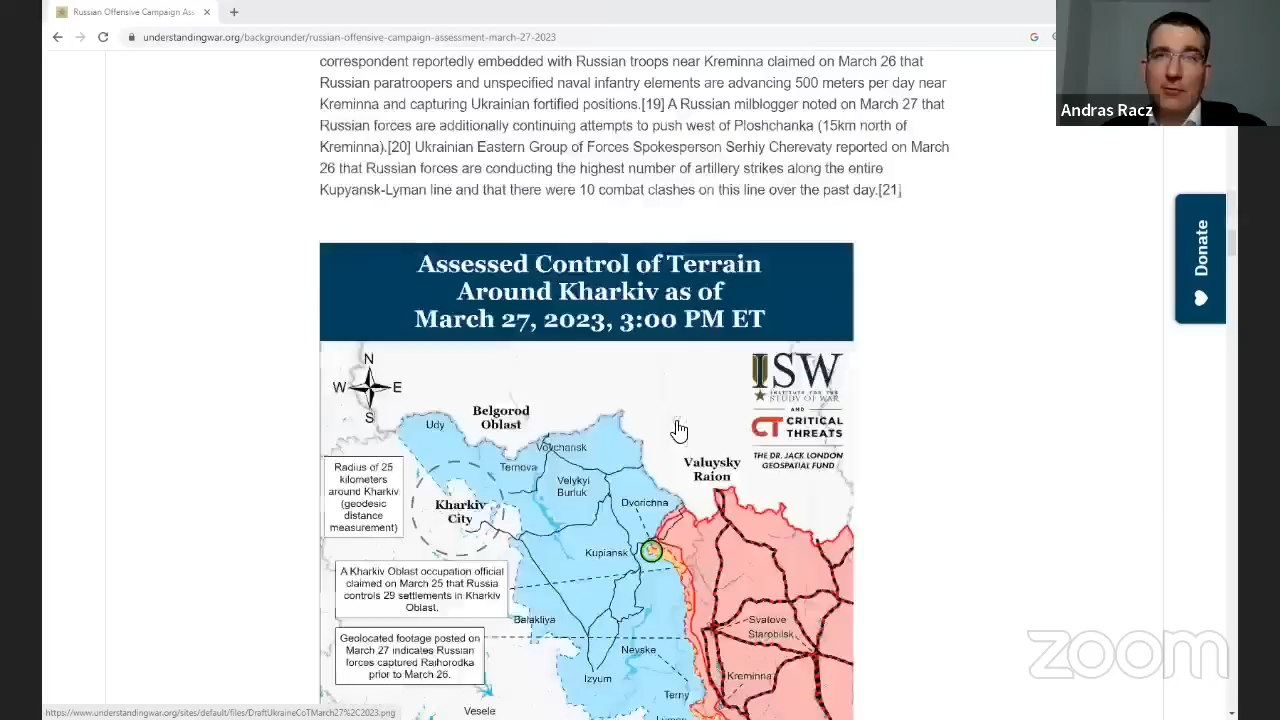 Russian Offensive Campaign Ass
understandingwar.org/backgrounder/russian-offensive-campaign-assessment-march-27-2023
Andras Racz
correspondent reportedly embedded with Russian troops near Kreminna claimed on March 26 that
Russian paratroopers and unspecified naval infantry elements are advancing 500 meters per day near
Kreminna and capturing Ukrainian fortified positions.[19] A Russian milblogger noted on March 27 that
Russian forces are additionally continuing attempts to push west of Ploshchanka (15km north of
Kreminna).[20] Ukrainian Eastern Group of Forces Spokesperson Serhiy Cherevaty reported on March
26 that Russian forces are conducting the highest number of artillery strikes along the entire
Kupyansk-Lyman line and that there were 10 combat clashes on this line over the past day.[21]
Donate
Assessed Control of Terrain
Around Kharkiv as of
March 27, 2023, 3:00 PM ET
N
W E
S
ISW
INSTITUTE FOR THE
STUDY OF WAR
AND
CT CRITICAL
THREATS
THE DR. JACK LONDON
GEOSPATIAL FUND
Belgorod
Oblast
Udy
Vovchansk
Ternova
Velykyi
Burluk
Valuysky
Raion
Dvorichna
Radius of 25
kilometers
around Kharkiv
(geodesic
distance
measurement)
Kharkiv
City
Kupiansk
A Kharkiv Oblast occupation official
claimed on March 25 that Russia
controls 29 settlements in Kharkiv
Oblast.
Balakliya
Svatove
Starobilsk
Geolocated footage posted on
March 27 indicates Russian
forces captured Raihorodka
prior to March 26.
Nevske
Izyum
Kreminna
Terny
Vesele
zoom
https://www.understandingwar.org/sites/default/files/DraftUkraineCoTMarch27%2C2023.png